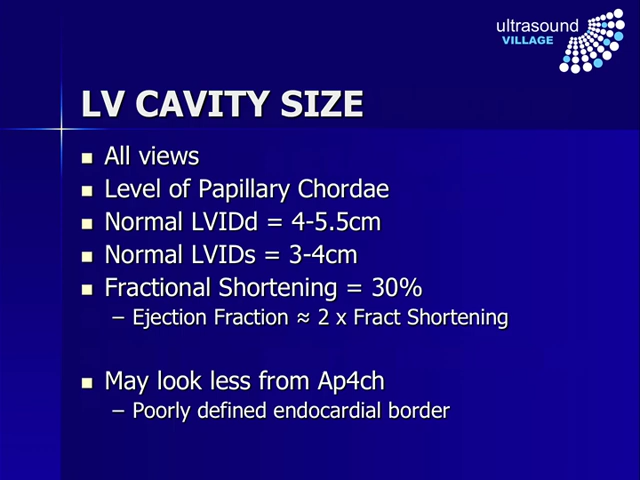 ultrasound
VILLAGE
LV CAVITY SIZE
All views
Level of Papillary Chordae
Normal LVIDd = 4-5.5cm
Normal LVIDs = 3-4cm
Fractional Shortening = 30%
– Ejection Fraction ≈ 2 x Fract Shortening
May look less from Ap4ch
– Poorly defined endocardial border